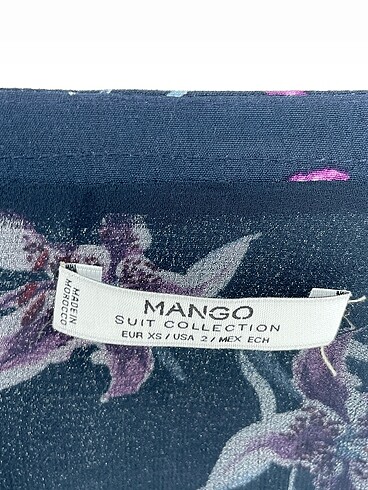 MADE IN
MOROCCO
MANGO
SUIT COLLECTION
EUR XS / USA 2 / MEX ECH